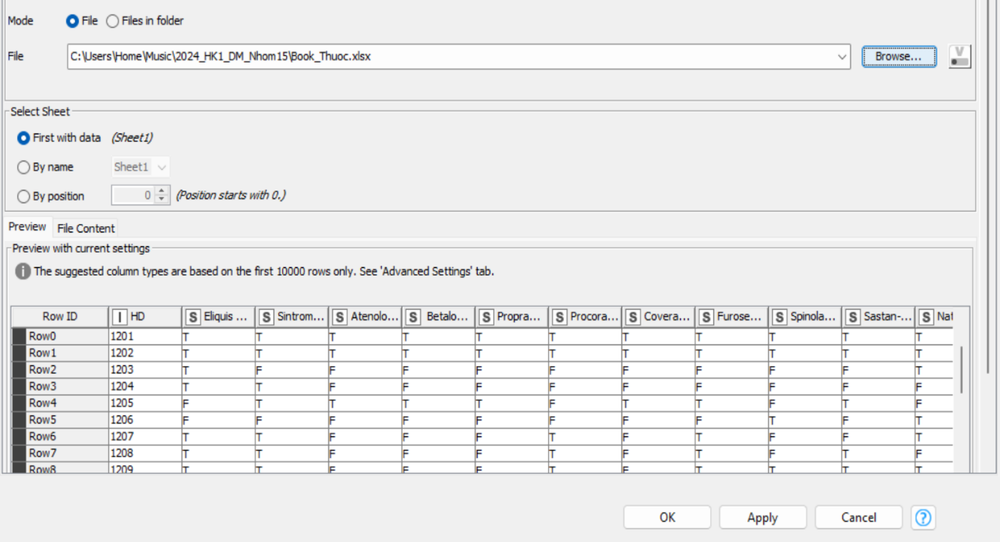 Mode File Files in folder
File C:\Users\Home\Music\2024_HK1_DM_Nhom15\Book_Thuoc.xlsx Browse... V
Select Sheet
First with data (Sheet1)
By name Sheet1
By position 0 (Position starts with 0.)
Preview File Content
Preview with current settings
The suggested column types are based on the first 10000 rows only. See 'Advanced Settings' tab.
Row ID I HD S Eliquis ... S Sintrom... S Atenolo... S Betalo... S Propra... S Procora... S Covera... S Furose... S Spinola... S Sastan-... S Nat
Row0 1201 T T T T T T T T T T T
Row1 1202 T T T T T T T T T T T
Row2 1203 T F F F F F F F F F T
Row3 1204 T T F F F F F F F F F
Row4 1205 F T T T T F T T F T F
Row5 1206 F F F F F F F F T F T
Row6 1207 T T F F F T F T F F T
Row7 1208 T T F F F T F T F T F
Row8 1209 T T F F F T F T T T T
OK Apply Cancel ?